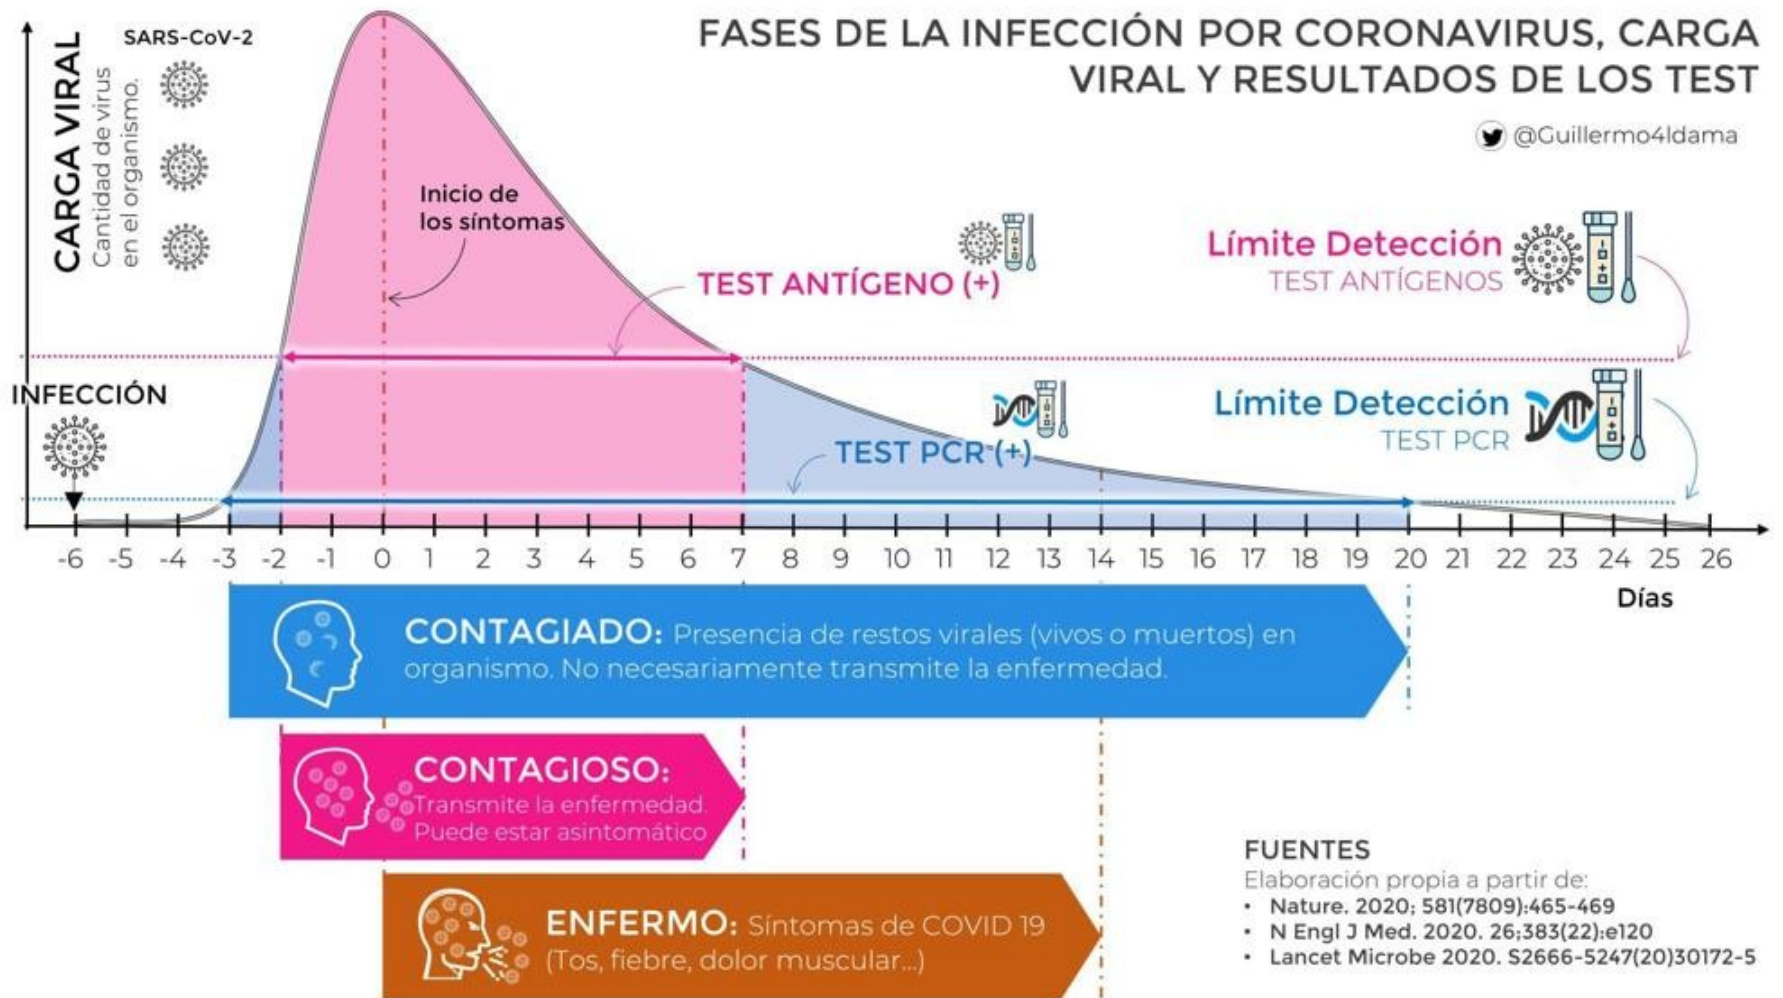 FASES DE LA INFECCIÓN POR CORONAVIRUS, CARGA
VIRAL Y RESULTADOS DE LOS TEST
@Guillermo4ldama
CARGA VIRAL
Cantidad de virus
en el organismo.
SARS-CoV-2
Inicio de
los síntomas
TEST ANTÍGENO (+)
Límite Detección
TEST ANTÍGENOS
INFECCIÓN
TEST PCR (+)
Límite Detección
TEST PCR
-6 -5 -4 -3 -2 -1 0 1 2 3 4 5 6 7 8 9 10 11 12 13 14 15 16 17 18 19 20 21 22 23 24 25 26
Días
CONTAGIADO: Presencia de restos virales (vivos o muertos) en
organismo. No necesariamente transmite la enfermedad.
CONTAGIOSO:
Transmite la enfermedad.
Puede estar asintomático
ENFERMO: Síntomas de COVID 19
(Tos, fiebre, dolor muscular...)
FUENTES
Elaboración propia a partir de:
• Nature. 2020; 581(7809):465-469
• N Engl J Med. 2020. 26;383(22):e120
• Lancet Microbe 2020. S2666-5247(20)30172-5